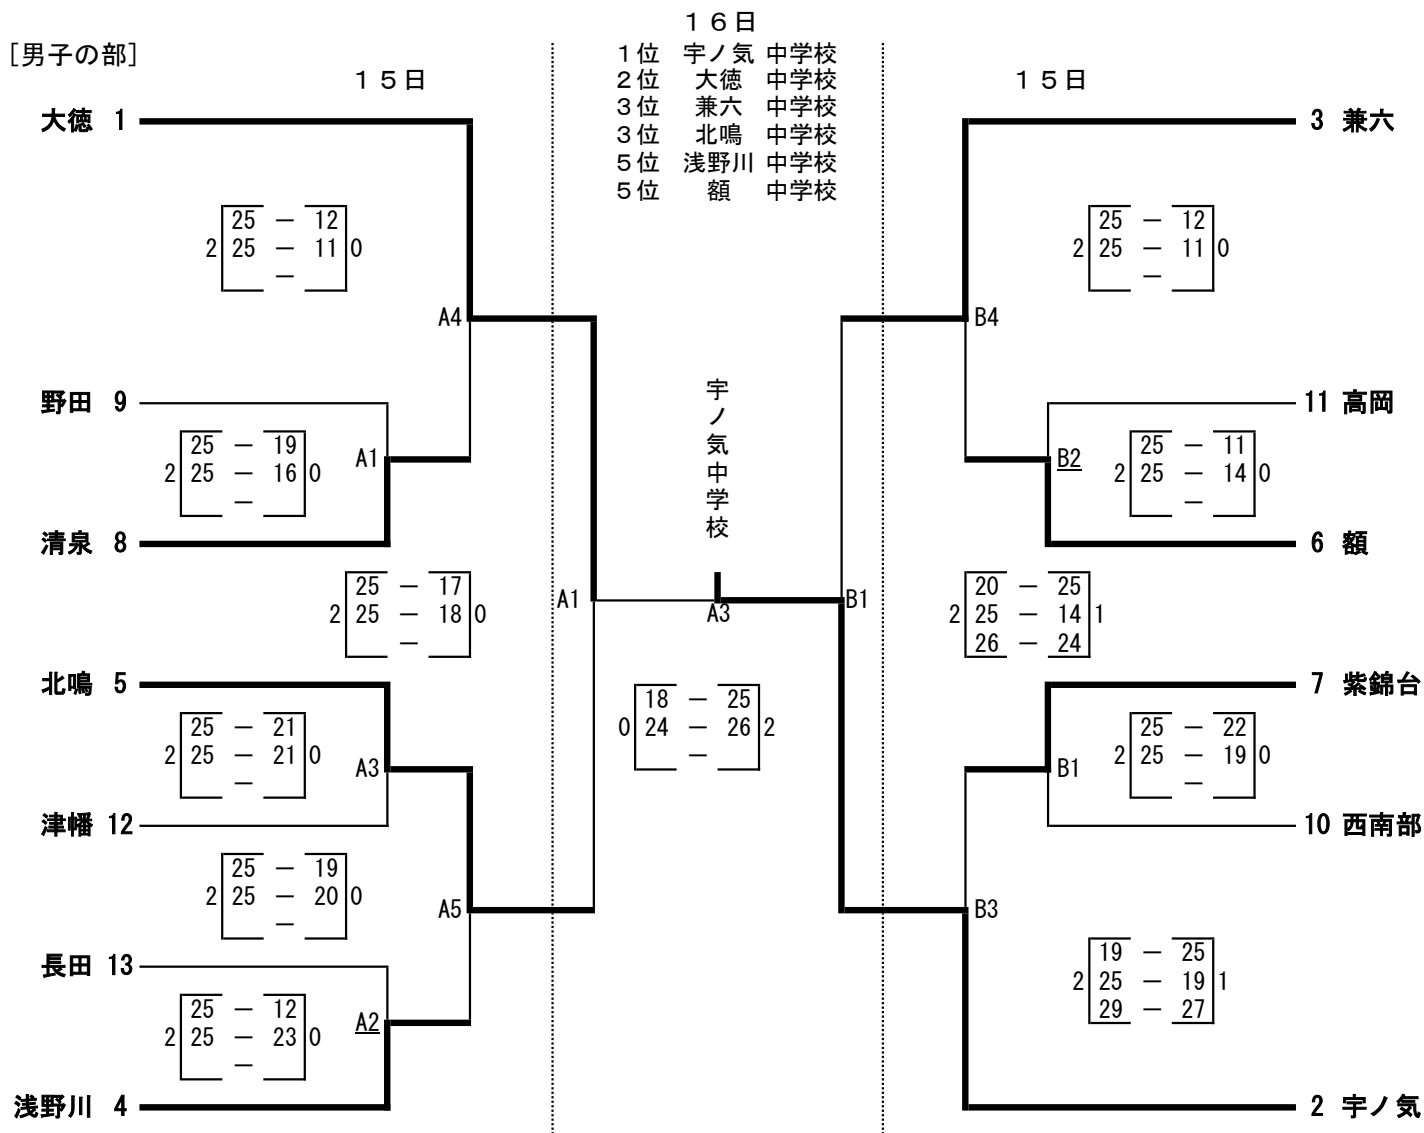 １６日
［男子の部］
１位 宇ノ気 中学校
１５日
２位 大徳 中学校
１５日
３位 兼六 中学校
３位 北鳴 中学校
５位 浅野川 中学校
５位 額 中学校
大徳 1
3 兼六
25 － 12
2 25 － 11 0
－
25 － 12
2 25 － 11 0
－
A4
B4
宇ノ気中学校
野田 9
11 高岡
25 － 19
2 25 － 16 0
－
A1
B2
25 － 11
2 25 － 14 0
－
清泉 8
6 額
25 － 17
2 25 － 18 0
－
A1
A3
B1
20 － 25
2 25 － 14 1
26 － 24
北鳴 5
7 紫錦台
18 － 25
0 24 － 26 2
－
25 － 21
2 25 － 21 0
－
A3
B1
25 － 22
2 25 － 19 0
－
津幡 12
10 西南部
25 － 19
2 25 － 20 0
－
A5
B3
長田 13
19 － 25
2 25 － 19 1
29 － 27
25 － 12
2 25 － 23 0
－
A2
浅野川 4
2 宇ノ気